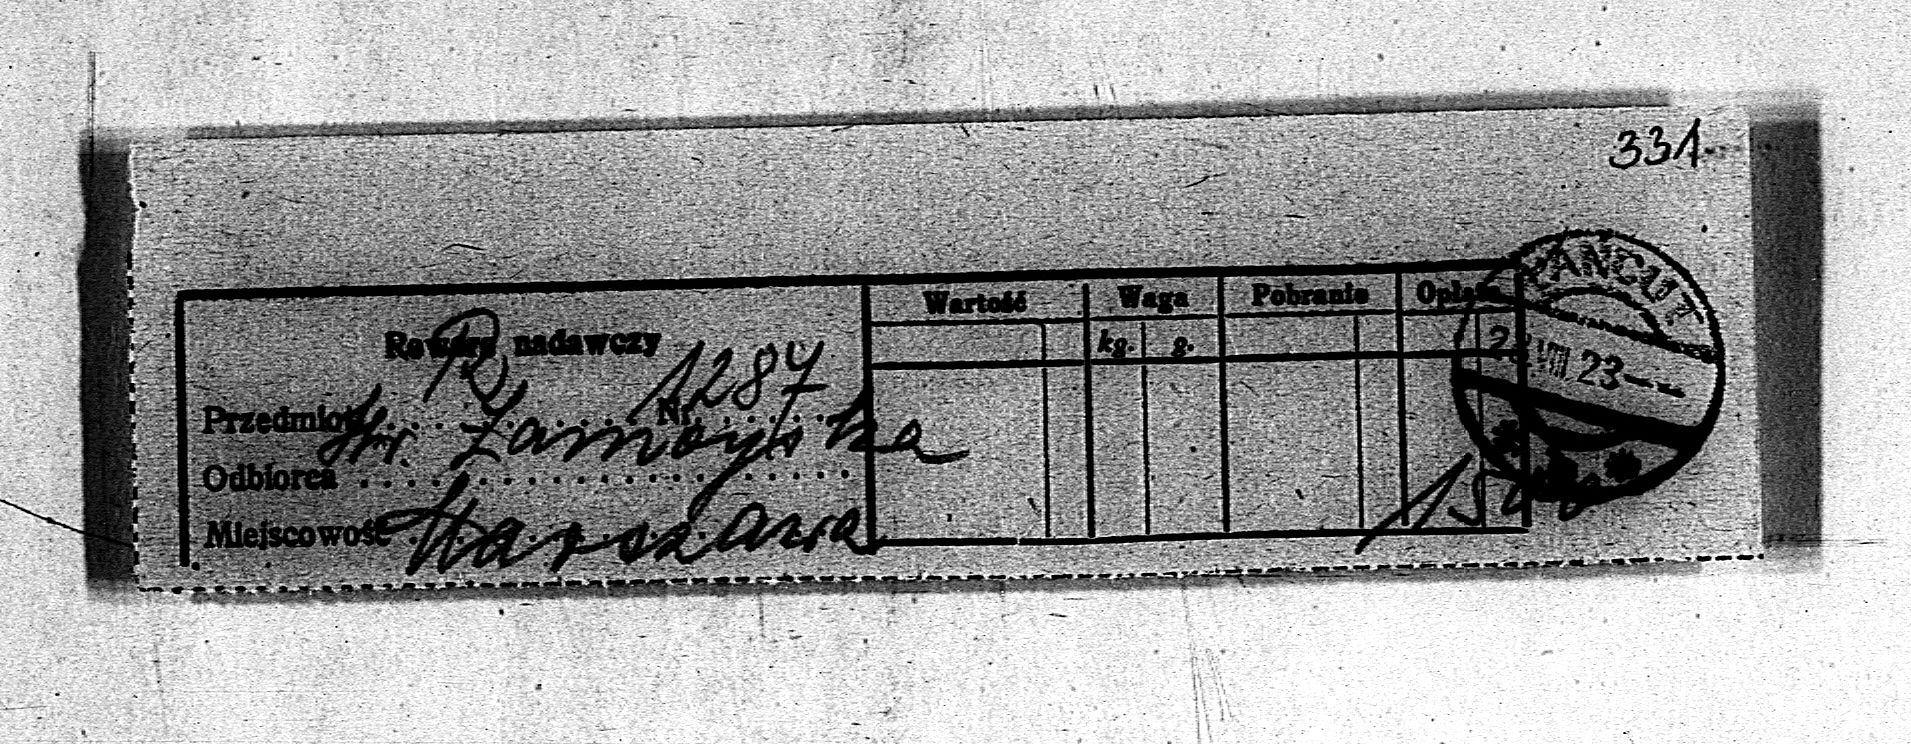 331
ŁAŃCUT
Wartość Waga Pobranie Opłata
kg. g.
VIII 23
Rewers nadawczy
R 1287
Przedmiot Nr.
Hr. Zamoyska
Odbiorca
Miejscowość Warszawa